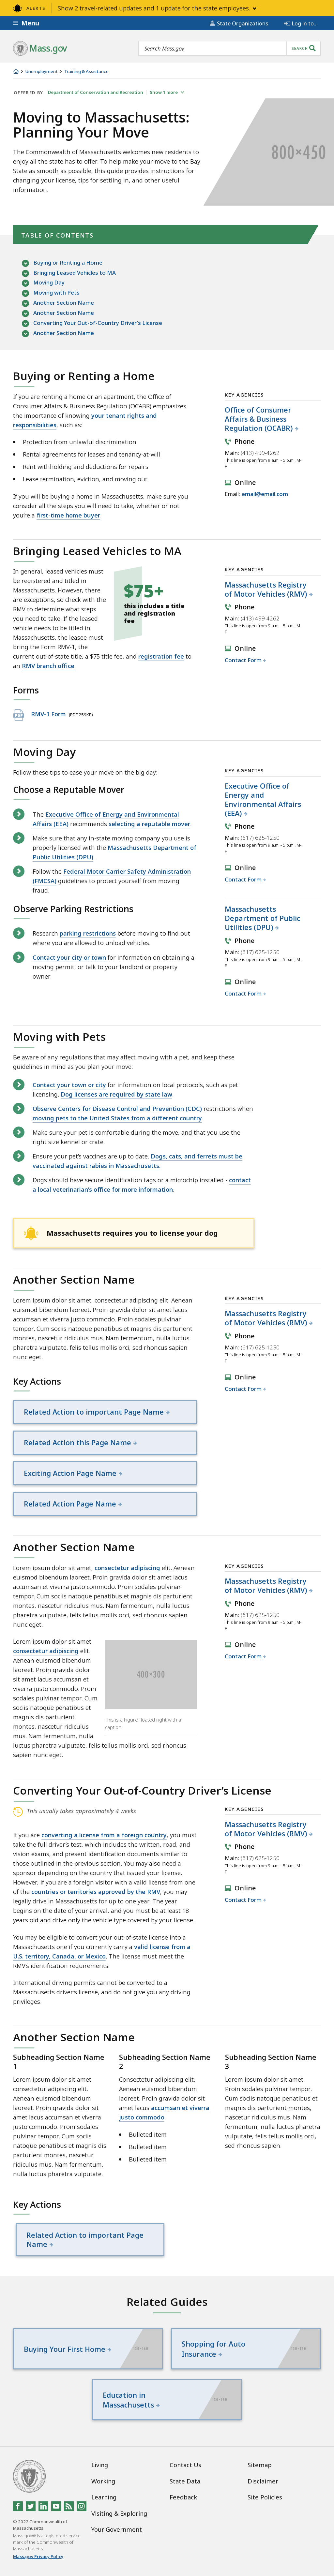 ALERTS Show 2 travel-related updates and 1 update for the state employees.
Menu State Organizations Log in to...
Mass.gov Search Mass.gov SEARCH
Unemployment Training & Assistance
OFFERED BY Department of Conservation and Recreation Show 1 more
Moving to Massachusetts:
Planning Your Move
The Commonwealth of Massachusetts welcomes new residents to
enjoy all the state has to offer. To help make your move to the Bay
State as smooth as possible, this guide provides instructions for
changing your license, tips on settling in, and other useful
information.
800×450
TABLE OF CONTENTS
Buying or Renting a Home
Bringing Leased Vehicles to MA
Moving Day
Moving with Pets
Another Section Name
Another Section Name
Converting Your Out-of-Country Driver's License
Another Section Name
Buying or Renting a Home
If you are renting a home or an apartment, the Office of
Consumer Affairs & Business Regulation (OCABR) emphasizes
the importance of knowing your tenant rights and
responsibilities, such as:
Protection from unlawful discrimination
Rental agreements for leases and tenancy-at-will
Rent withholding and deductions for repairs
Lease termination, eviction, and moving out
If you will be buying a home in Massachusetts, make sure you
consider all the steps to becoming a homeowner, whether or not
you're a first-time home buyer.
KEY AGENCIES
Office of Consumer
Affairs & Business
Regulation (OCABR)
Phone
Main: (413) 499-4262
This line is open from 9 a.m. - 5 p.m., M-
F
Online
Email: email@email.com
Bringing Leased Vehicles to MA
In general, leased vehicles
must be registered and titled
in Massachusetts. However,
there are exceptions, so check
with the RMV to determine
what steps you need to take.
If the leased vehicle does
need to be registered, the
leasing company must sign
the title section before you
bring the Form RMV-1, the
current out-of-state title, a $75 title fee, and registration fee to
an RMV branch office.
$75+
this includes a title
and registration
fee
Forms
RMV-1 Form (PDF 259KB)
KEY AGENCIES
Massachusetts Registry
of Motor Vehicles (RMV)
Phone
Main: (413) 499-4262
This line is open from 9 a.m. - 5 p.m., M-
F
Online
Contact Form
Moving Day
Follow these tips to ease your move on the big day:
Choose a Reputable Mover
The Executive Office of Energy and Environmental
Affairs (EEA) recommends selecting a reputable mover.
Make sure that any in-state moving company you use is
properly licensed with the Massachusetts Department of
Public Utilities (DPU).
Follow the Federal Motor Carrier Safety Administration
(FMCSA) guidelines to protect yourself from moving
fraud.
Observe Parking Restrictions
Research parking restrictions before moving to find out
where you are allowed to unload vehicles.
Contact your city or town for information on obtaining a
moving permit, or talk to your landlord or property
owner.
KEY AGENCIES
Executive Office of
Energy and
Environmental Affairs
(EEA)
Phone
Main: (617) 625-1250
This line is open from 9 a.m. - 5 p.m., M-
F
Online
Contact Form
Massachusetts
Department of Public
Utilities (DPU)
Phone
Main: (617) 625-1250
This line is open from 9 a.m. - 5 p.m., M-
F
Online
Contact Form
Moving with Pets
Be aware of any regulations that may affect moving with a pet, and keep these
guidelines in mind as you plan your move:
Contact your town or city for information on local protocols, such as pet
licensing. Dog licenses are required by state law.
Observe Centers for Disease Control and Prevention (CDC) restrictions when
moving pets to the United States from a different country.
Make sure your pet is comfortable during the move, and that you use the
right size kennel or crate.
Ensure your pet's vaccines are up to date. Dogs, cats, and ferrets must be
vaccinated against rabies in Massachusetts.
Dogs should have secure identification tags or a microchip installed - contact
a local veterinarian's office for more information.
Massachusetts requires you to license your dog
Another Section Name
Lorem ipsum dolor sit amet, consectetur adipiscing elit. Aenean
euismod bibendum laoreet. Proin gravida dolor sit amet lacus
accumsan et viverra justo commodo. Proin sodales pulvinar
tempor. Cum sociis natoque penatibus et magnis dis parturient
montes, nascetur ridiculus mus. Nam fermentum, nulla luctus
pharetra vulputate, felis tellus mollis orci, sed rhoncus sapien
nunc eget.
Key Actions
Related Action to important Page Name
Related Action this Page Name
Exciting Action Page Name
Related Action Page Name
KEY AGENCIES
Massachusetts Registry
of Motor Vehicles (RMV)
Phone
Main: (617) 625-1250
This line is open from 9 a.m. - 5 p.m., M-
F
Online
Contact Form
Another Section Name
Lorem ipsum dolor sit amet, consectetur adipiscing elit. Aenean
euismod bibendum laoreet. Proin gravida dolor sit amet lacus
accumsan et viverra justo commodo. Proin sodales pulvinar
tempor. Cum sociis natoque penatibus et magnis dis parturient
montes, nascetur ridiculus mus. Nam fermentum, nulla luctus
pharetra vulputate, felis tellus mollis orci, sed rhoncus sapien
nunc eget.
Lorem ipsum dolor sit amet,
consectetur adipiscing elit.
Aenean euismod bibendum
laoreet. Proin gravida dolor
sit amet lacus accumsan et
viverra justo commodo. Proin
sodales pulvinar tempor. Cum
sociis natoque penatibus et
magnis dis parturient
montes, nascetur ridiculus
mus. Nam fermentum, nulla
luctus pharetra vulputate, felis tellus mollis orci, sed rhoncus
sapien nunc eget.
400×300
This is a Figure floated right with a
caption
KEY AGENCIES
Massachusetts Registry
of Motor Vehicles (RMV)
Phone
Main: (617) 625-1250
This line is open from 9 a.m. - 5 p.m., M-
F
Online
Contact Form
Converting Your Out-of-Country Driver's License
This usually takes approximately 4 weeks
If you are converting a license from a foreign country, you must
take the full driver's test, which includes the written, road, and
vision exams, and provide identification. There are possible
similarities in the test to what you may be used to depending on
the sponsor you depending on the country that issued your license.
However, if you are a visitor with a license from a foreign country
from the list of countries or territories approved by the RMV, you may
legally drive in Massachusetts for up to one year. The year
begins on your date of arrival, and you must be at least 18 years
old and have your license on you when driving.
You may be eligible to convert your out-of-state license into a
Massachusetts one if you currently have a valid license from a
U.S. territory, Canada, or Mexico. The license must meet the
RMV's identification requirements.
International driving permits cannot be converted to a
Massachusetts driver's license, and do not give you any driving
privileges.
KEY AGENCIES
Massachusetts Registry
of Motor Vehicles (RMV)
Phone
Main: (617) 625-1250
This line is open from 9 a.m. - 5 p.m., M-
F
Online
Contact Form
Another Section Name
Subheading Section Name
1
Lorem ipsum dolor sit amet.
Aenean euismod bibendum
laoreet. Proin gravida dolor sit
amet lacus accumsan et viverra
justo commodo. Proin sodales
pulvinar tempor. Cum sociis
natoque penatibus et magnis dis
parturient montes, nascetur
ridiculus mus. Nam fermentum,
nulla luctus pharetra vulputate.
Subheading Section Name
2
Consectetur adipiscing elit.
Aenean euismod bibendum
laoreet. Proin gravida dolor sit
amet lacus accumsan et viverra
justo commodo.
Bulleted item
Bulleted item
Bulleted item
Subheading Section Name
3
Lorem ipsum dolor sit amet.
Proin sodales pulvinar tempor.
Cum sociis natoque penatibus et
magnis dis parturient montes,
nascetur ridiculus mus. Nam
fermentum, nulla luctus pharetra
vulputate, felis tellus mollis orci,
sed rhoncus sapien.
Key Actions
Related Action to important Page
Name
Related Guides
Buying Your First Home
Shopping for Auto
Insurance
Education in
Massachusetts
Living Contact Us Sitemap
Working State Data Disclaimer
Learning Feedback Site Policies
Visiting & Exploring
Your Government
© 2022 Commonwealth of
Massachusetts.
Mass.gov® is a registered service
mark of the Commonwealth of
Massachusetts.
Mass.gov Privacy Policy